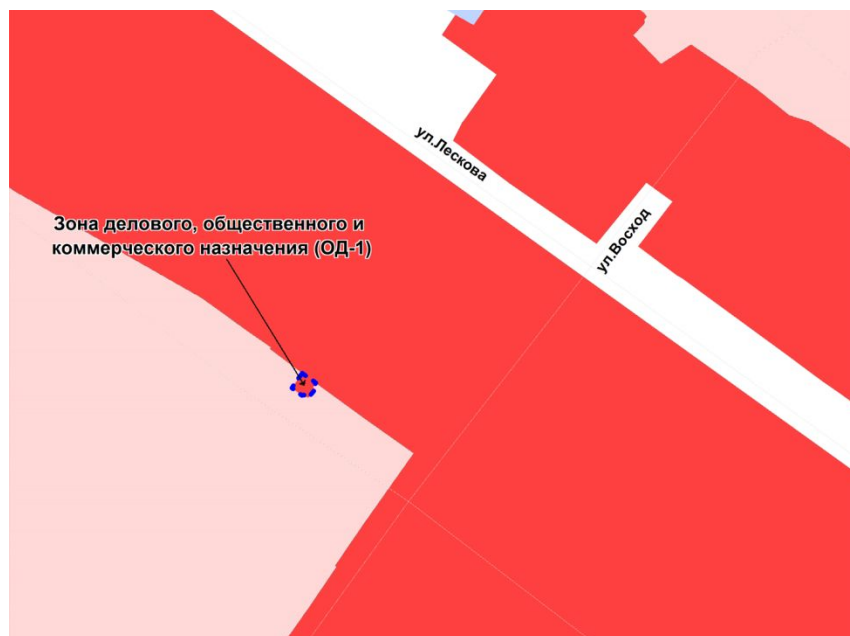 ул.Лескова
ул.Восход
Зона делового, общественного и
коммерческого назначения (ОД-1)